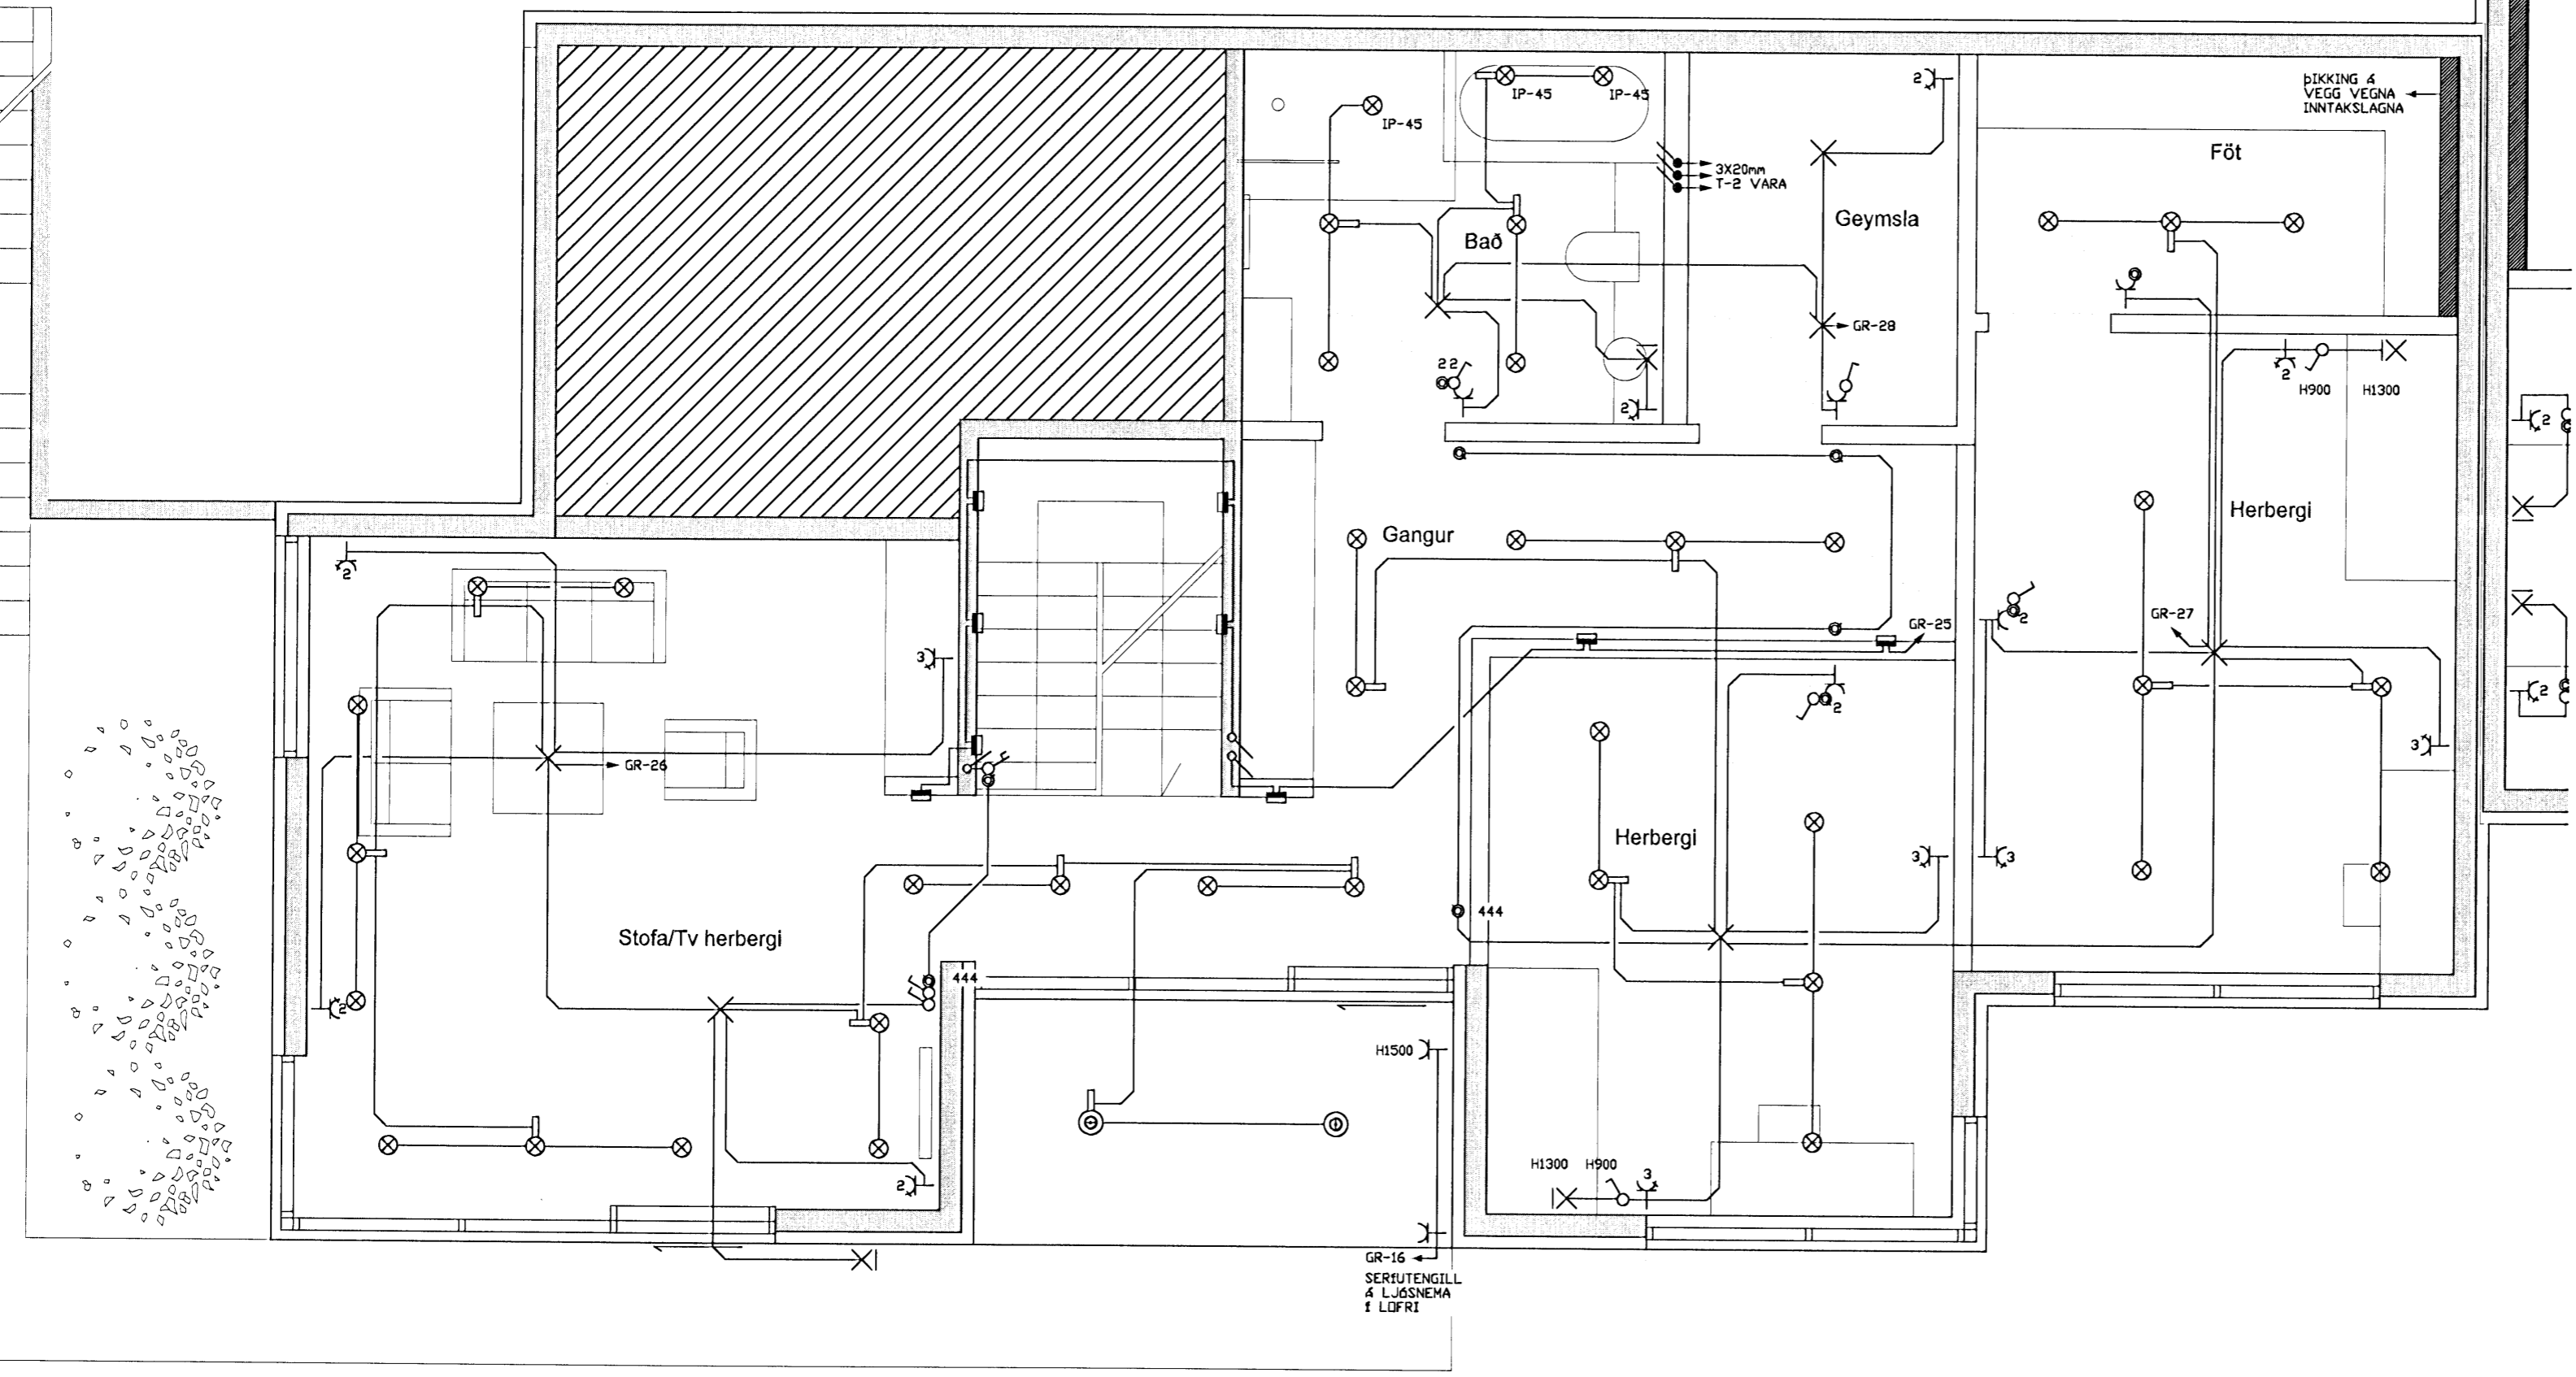 IP-45
IP-45
IP-45
2
ÞIKKING Á
VEGG VEGNA
INNTAKSLAGNA
Föt
3X20mm
T-2 VARA
Geymsla
Bað
GR-28
22
2
2
H900
H1300
2
Gangur
Herbergi
2
3
GR-25
GR-27
2
2
2
3
GR-26
Herbergi
3
3
444
Stofa/Tv herbergi
444
2
H1500
2
H1300
H900
3
GR-16
SERÍUTENGILL
Á LJÓSNEMA
Í LOFRI